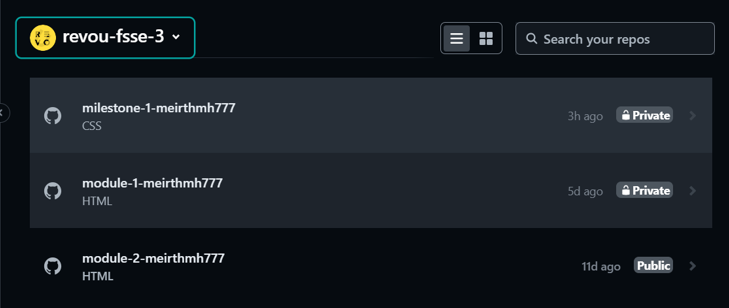 revou-fsse-3
Search your repos
milestone-1-meirthmh777
CSS
3h ago
Private
module-1-meirthmh777
HTML
5d ago
Private
module-2-meirthmh777
HTML
11d ago
Public